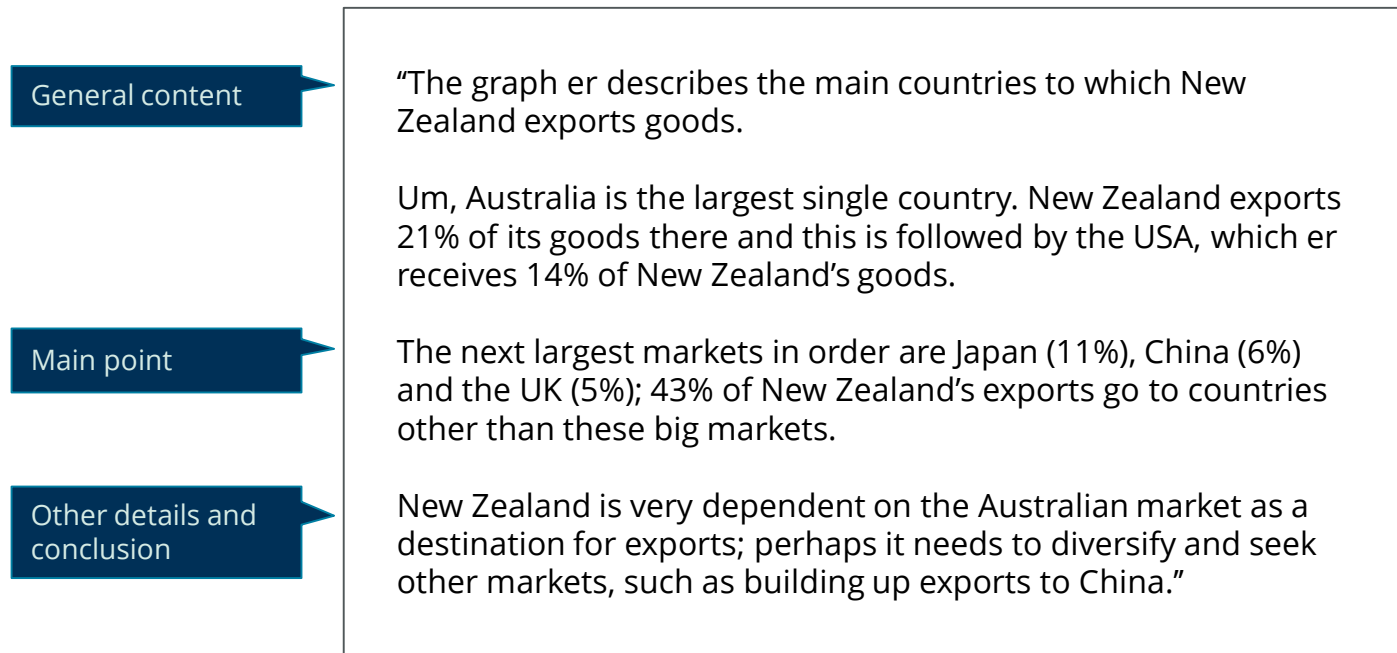 General content
“The graph er describes the main countries to which New
Zealand exports goods.
Um, Australia is the largest single country. New Zealand exports
21% of its goods there and this is followed by the USA, which er
receives 14% of New Zealand’s goods.
Main point
The next largest markets in order are Japan (11%), China (6%)
and the UK (5%); 43% of New Zealand’s exports go to countries
other than these big markets.
Other details and
conclusion
New Zealand is very dependent on the Australian market as a
destination for exports; perhaps it needs to diversify and seek
other markets, such as building up exports to China.”